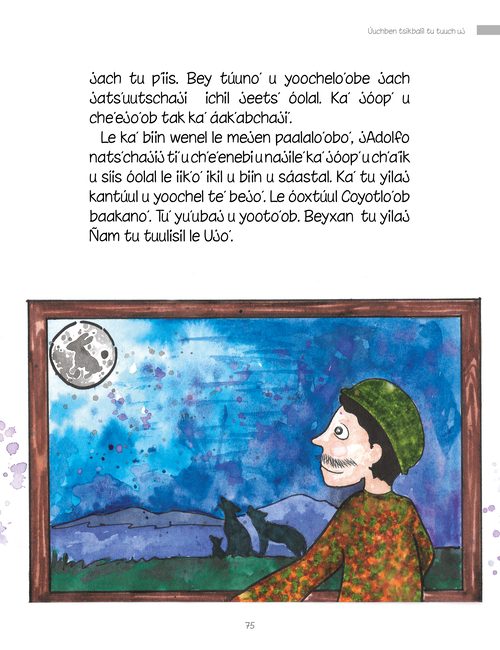 Úuchben tsikbalil tu tuuch uj
jach tu p'iis. Bey túuno' u yoochelo'obe jach
jats'uutschaji ichil jeets' óolal. Ka' jóop' u
che'ejo'ob tak ka' áak'abchaji'.
Le ka' biin wenel le mejen paalalo'obo', jAdolfo
nats'chajij ti' u ch'e'enebi u najile' ka' jóop' u ch'a'ik
u síis óolal le iik'o' ikil u biin u sáastal. Ka' tu yilaj
kantúul u yoochel te' bejo'. Le óoxtúul Coyotlo'ob
baakano'. Tu' yu'ubaj u yooto'ob. Beyxan tu yilaj
Ñam tu tuulisil le Ujo'.
75